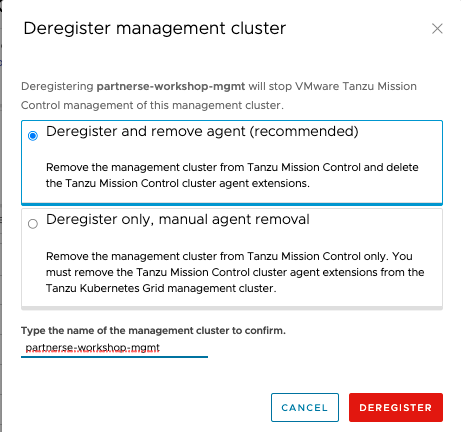 Deregister management cluster
Deregistering partnerse-workshop-mgmt will stop VMware Tanzu Mission
Control management of this management cluster.
Deregister and remove agent (recommended)
Remove the management cluster from Tanzu Mission Control and delete
the Tanzu Mission Control cluster agent extensions.
Deregister only, manual agent removal
Remove the management cluster from Tanzu Mission Control only. You
must remove the Tanzu Mission Control cluster agent extensions from the
Tanzu Kubernetes Grid management cluster.
Type the name of the management cluster to confirm.
partnerse-workshop-mgmt
CANCEL DEREGISTER